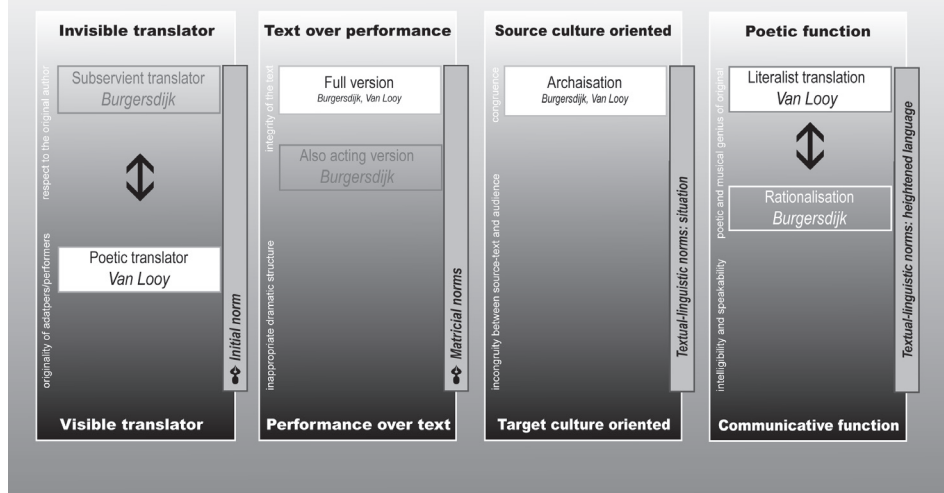 Invisible translator
Subservient translator
Burgersdijk
respect to the original author
originality of adatpers/performers
Poetic translator
Van Looy
Initial norm
Visible translator
Text over performance
Full version
Burgersdijk, Van Looy
integrity of the text
Also acting version
Burgersdijk
inappropriate dramatic structure
Matricial norms
Performance over text
Source culture oriented
Archaisation
Burgersdijk, Van Looy
congruence
incongruity between source-text and audience
Textual-linguistic norms: situation
Target culture oriented
Poetic function
Literalist translation
Van Looy
poetic and musical genius of original
Rationalisation
Burgersdijk
intelligibility and speakability
Textual-linguistic norms: heightened language
Communicative function